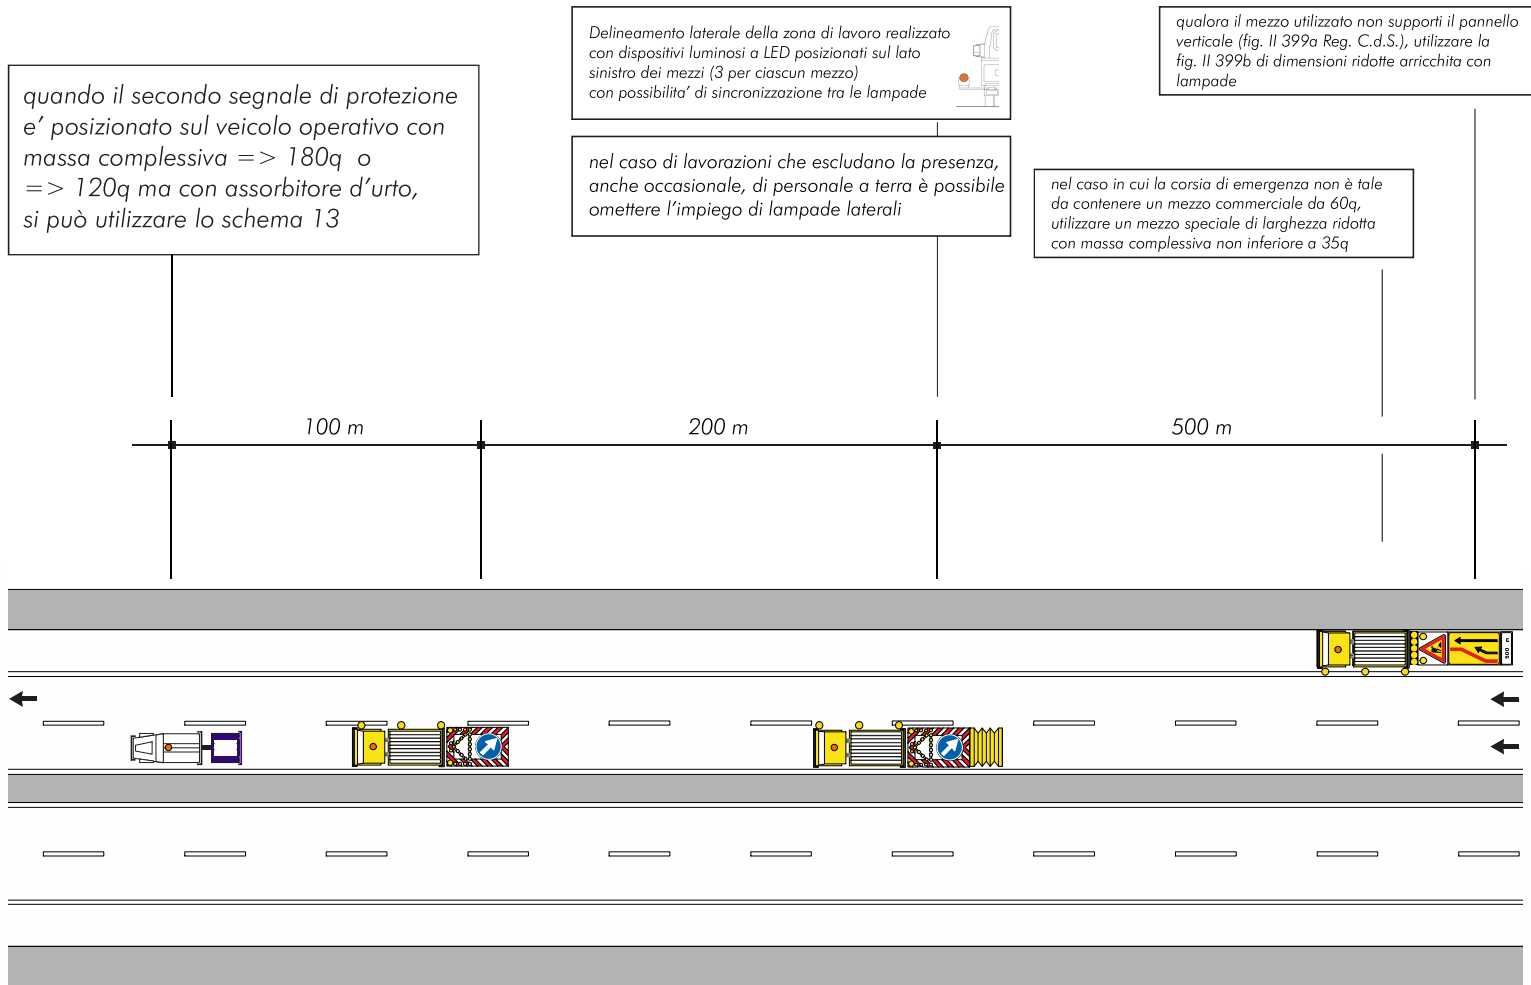 quando il secondo segnale di protezione
e' posizionato sul veicolo operativo con
massa complessiva => 180q o
=> 120q ma con assorbitore d'urto,
si può utilizzare lo schema 13
Delineamento laterale della zona di lavoro realizzato
con dispositivi luminosi a LED posizionati sul lato
sinistro dei mezzi (3 per ciascun mezzo)
con possibilita' di sincronizzazione tra le lampade
nel caso di lavorazioni che escludano la presenza,
anche occasionale, di personale a terra è possibile
omettere l'impiego di lampade laterali
qualora il mezzo utilizzato non supporti il pannello
verticale (fig. II 399a Reg. C.d.S.), utilizzare la
fig. II 399b di dimensioni ridotte arricchita con
lampade
nel caso in cui la corsia di emergenza non è tale
da contenere un mezzo commerciale da 60q,
utilizzare un mezzo speciale di larghezza ridotta
con massa complessiva non inferiore a 35q
100 m
200 m
500 m
500 m